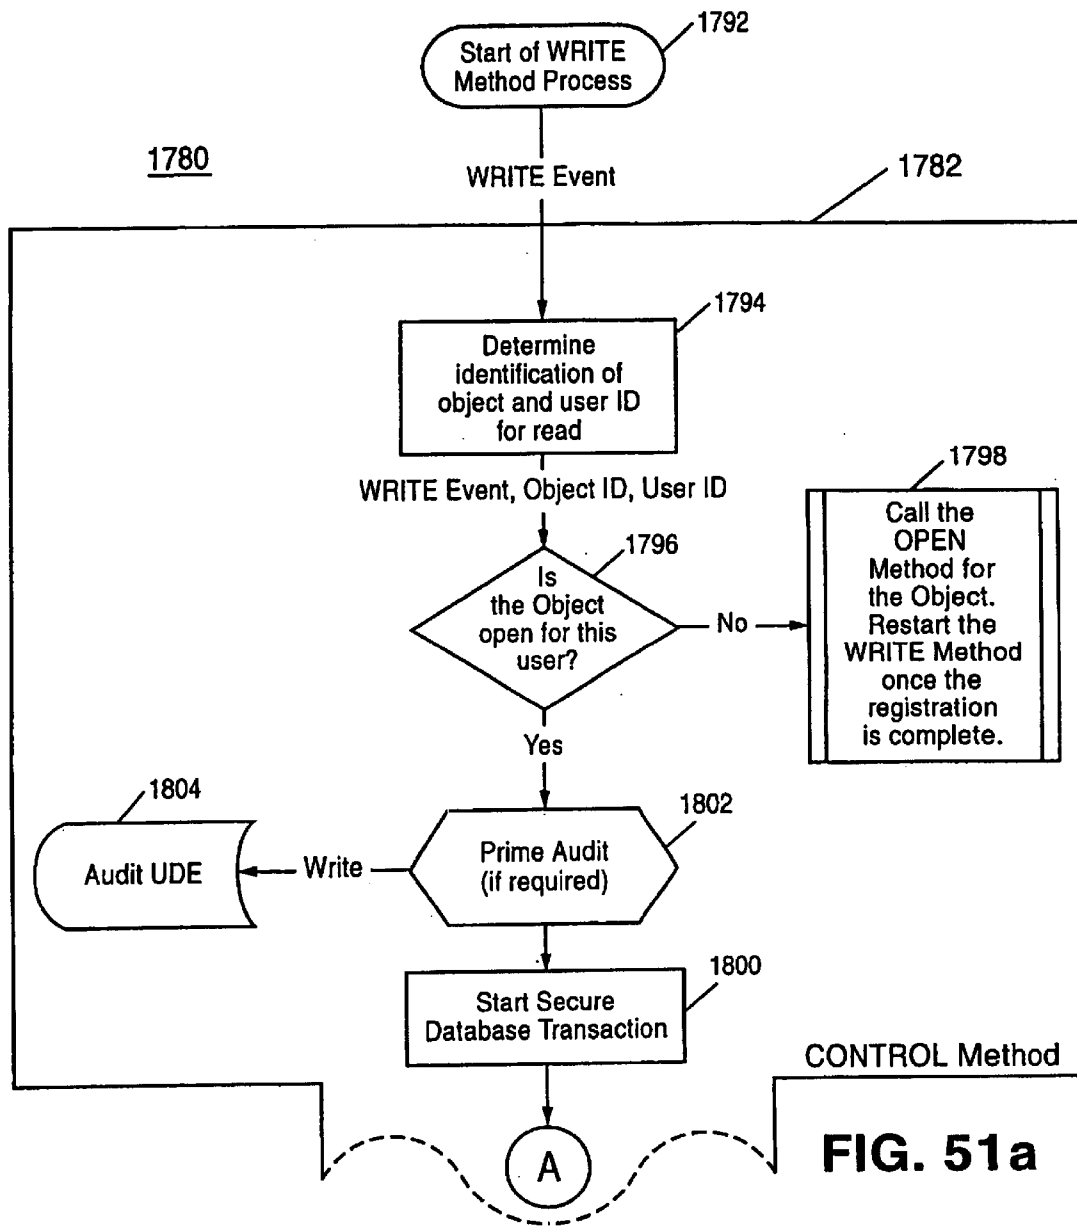 1792
Start of WRITE
Method Process
1780
WRITE Event
1782
1794
Determine
identification of
object and user ID
for read
WRITE Event, Object ID, User ID
1796
Is
the Object
open for this
user?
No
1798
Call the
OPEN
Method for
the Object.
Restart the
WRITE Method
once the
registration
is complete.
Yes
1804
Audit UDE
Write
1802
Prime Audit
(if required)
1800
Start Secure
Database Transaction
CONTROL Method
A
FIG. 51a